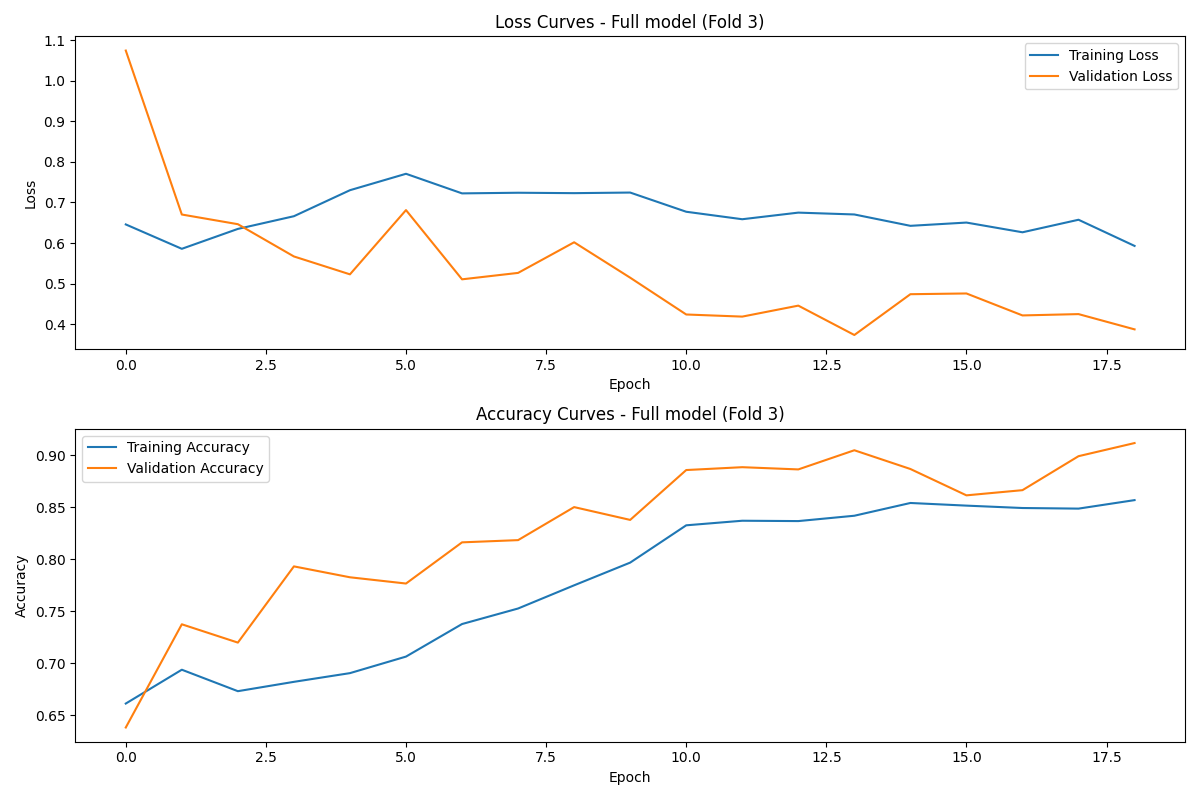 Loss Curves - Full model (Fold 3)
1.1
1.0
0.9
0.8
0.7
0.6
0.5
0.4
Loss
Training Loss
Validation Loss
0.0 2.5 5.0 7.5 10.0 12.5 15.0 17.5
Epoch
Accuracy Curves - Full model (Fold 3)
0.90
0.85
0.80
0.75
0.70
0.65
Accuracy
Training Accuracy
Validation Accuracy
0.0 2.5 5.0 7.5 10.0 12.5 15.0 17.5
Epoch